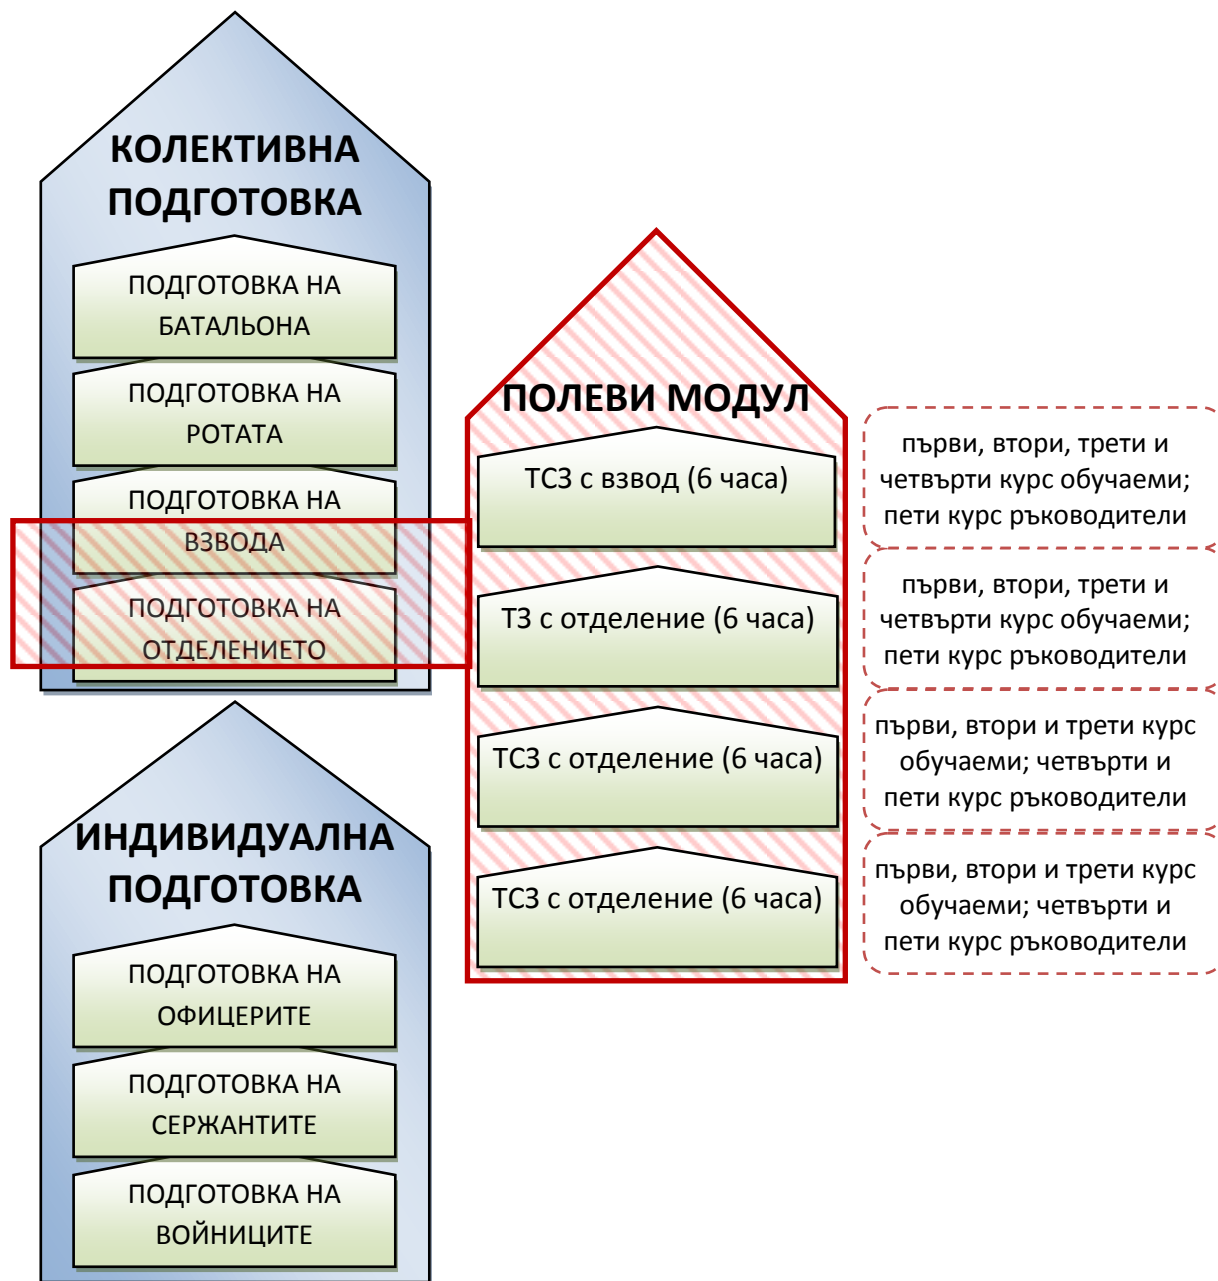 КОЛЕКТИВНА
ПОДГОТОВКА
ПОДГОТОВКА НА
БАТАЛЬОНА
ПОДГОТОВКА НА
РОТАТА
ПОДГОТОВКА НА
ВЗВОДА
ПОДГОТОВКА НА
ОТДЕЛЕНИЕТО
ИНДИВИДУАЛНА
ПОДГОТОВКА
ПОДГОТОВКА НА
ОФИЦЕРИТЕ
ПОДГОТОВКА НА
СЕРЖАНТИТЕ
ПОДГОТОВКА НА
ВОЙНИЦИТЕ
ПОЛЕВИ МОДУЛ
ТСЗ с взвод (6 часа)
ТЗ с отделение (6 часа)
ТСЗ с отделение (6 часа)
ТСЗ с отделение (6 часа)
първи, втори, трети и
четвърти курс обучаеми;
пети курс ръководители
първи, втори, трети и
четвърти курс обучаеми;
пети курс ръководители
първи, втори и трети курс
обучаеми; четвърти и
пети курс ръководители
първи, втори и трети курс
обучаеми; четвърти и
пети курс ръководители